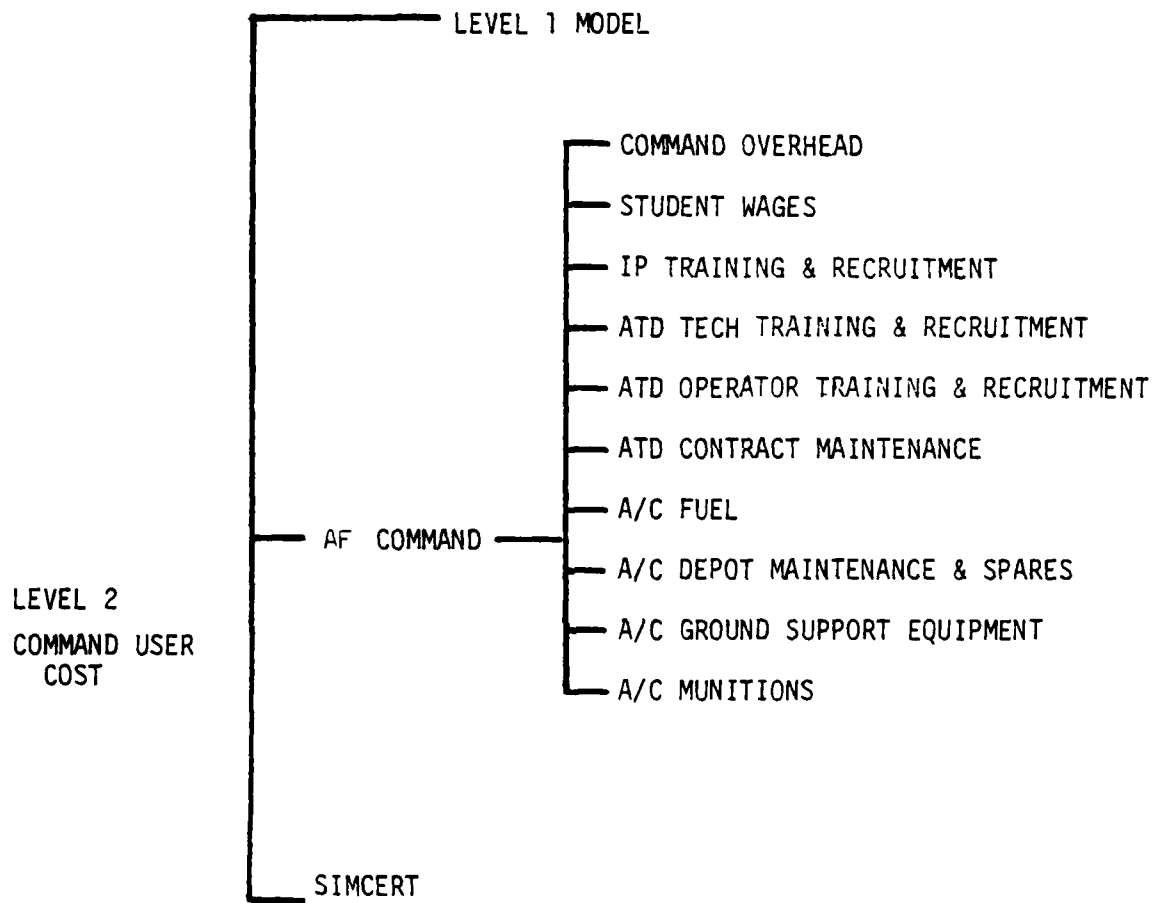 LEVEL 1 MODEL
COMMAND OVERHEAD
STUDENT WAGES
IP TRAINING & RECRUITMENT
ATD TECH TRAINING & RECRUITMENT
ATD OPERATOR TRAINING & RECRUITMENT
ATD CONTRACT MAINTENANCE
A/C FUEL
AF COMMAND
A/C DEPOT MAINTENANCE & SPARES
LEVEL 2
A/C GROUND SUPPORT EQUIPMENT
COMMAND USER
COST
A/C MUNITIONS
SIMCERT